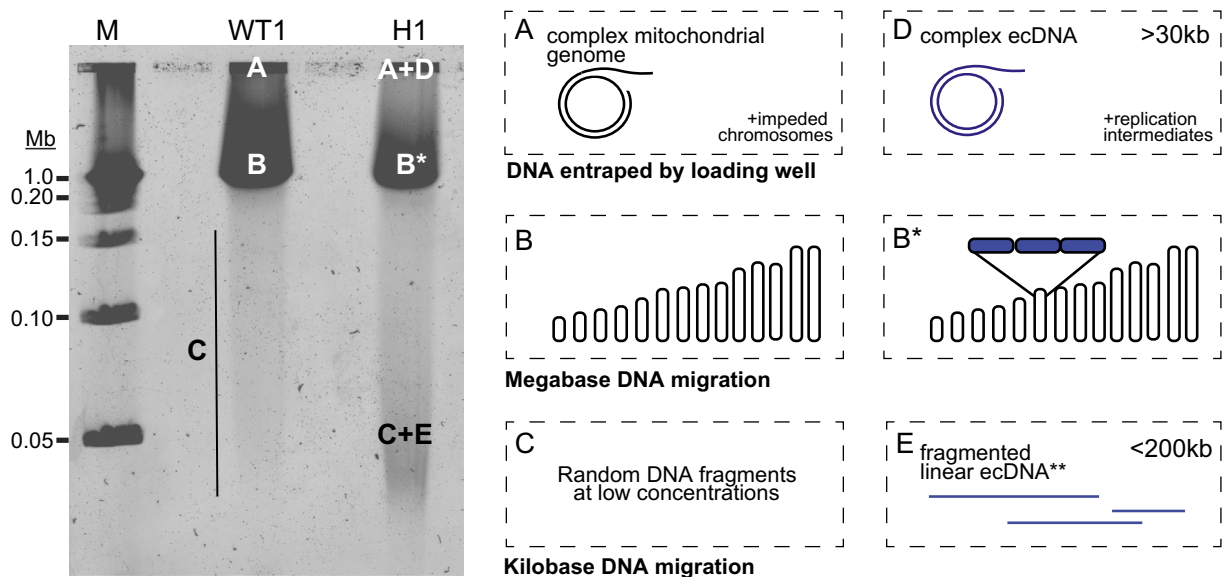 M WT1 H1
A A+D
Mb
B B*
1.0
0.20
0.15
0.10
C
C+E
0.05
A complex mitochondrial
genome
+impeded
chromosomes
D complex ecDNA >30kb
+replication
intermediates
DNA entraped by loading well
B
B*
Megabase DNA migration
C
Random DNA fragments
at low concentrations
E fragmented <200kb
linear ecDNA**
Kilobase DNA migration